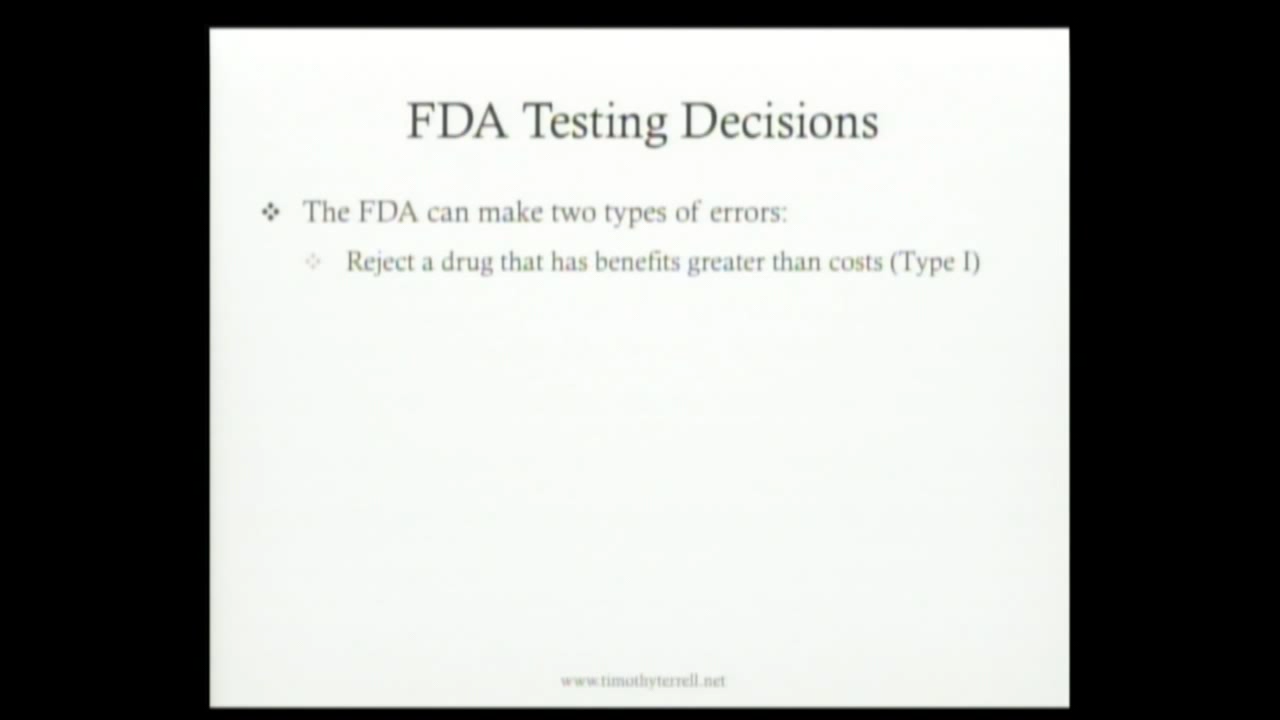 FDA Testing Decisions
The FDA can make two types of errors:
Reject a drug that has benefits greater than costs (Type I)
www.timothyterrell.net